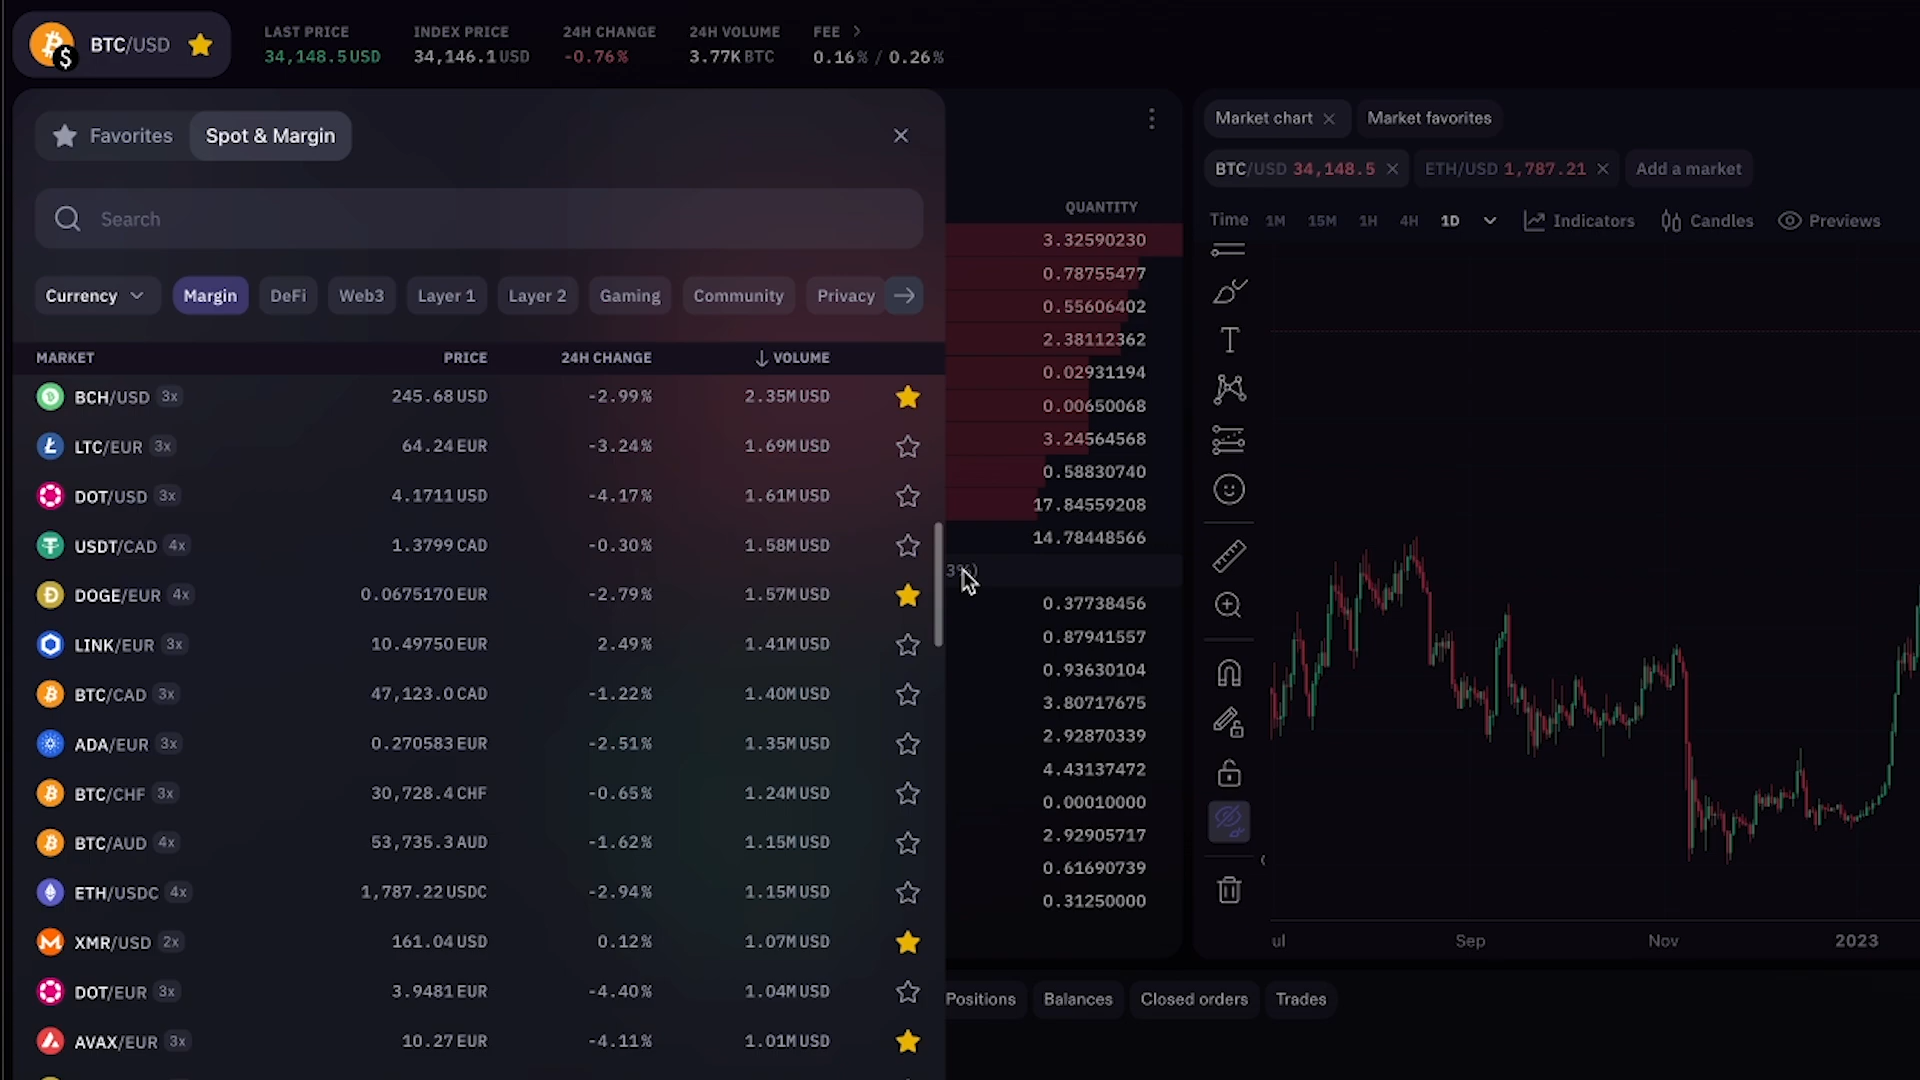 BTC/USD
LAST PRICE
34,148.5 USD
INDEX PRICE
34,146.1 USD
24H CHANGE
-0.76%
24H VOLUME
3.77K BTC
FEE
0.16% / 0.26%
Favorites
Spot & Margin
Search
Currency Margin DeFi Web3 Layer 1 Layer 2 Gaming Community Privacy
MARKET PRICE 24H CHANGE VOLUME
BCH/USD 3x 245.68 USD -2.99% 2.35M USD
LTC/EUR 3x 64.24 EUR -3.24% 1.69M USD
DOT/USD 3x 4.1711 USD -4.17% 1.61M USD
USDT/CAD 4x 1.3799 CAD -0.30% 1.58M USD
DOGE/EUR 4x 0.0675170 EUR -2.79% 1.57M USD
LINK/EUR 3x 10.49750 EUR 2.49% 1.41M USD
BTC/CAD 3x 47,123.0 CAD -1.22% 1.40M USD
ADA/EUR 3x 0.270583 EUR -2.51% 1.35M USD
BTC/CHF 3x 30,728.4 CHF -0.65% 1.24M USD
BTC/AUD 4x 53,735.3 AUD -1.62% 1.15M USD
ETH/USDC 4x 1,787.22 USDC -2.94% 1.15M USD
XMR/USD 2x 161.04 USD 0.12% 1.07M USD
DOT/EUR 3x 3.9481 EUR -4.40% 1.04M USD
AVAX/EUR 3x 10.27 EUR -4.11% 1.01M USD
QUANTITY
3.32590230
0.78755477
0.55606402
2.38112362
0.02931194
0.00650068
3.24564568
0.58830740
17.84559208
14.78448566
3%)
0.37738456
0.87941557
0.93630104
3.80717675
2.92870339
4.43137472
0.00010000
2.92905717
0.61690739
0.31250000
Positions Balances Closed orders Trades
Market chart Market favorites
BTC/USD 34,148.5 ETH/USD 1,787.21 Add a market
Time 1M 15M 1H 4H 1D Indicators Candles Previews
ul Sep Nov 2023